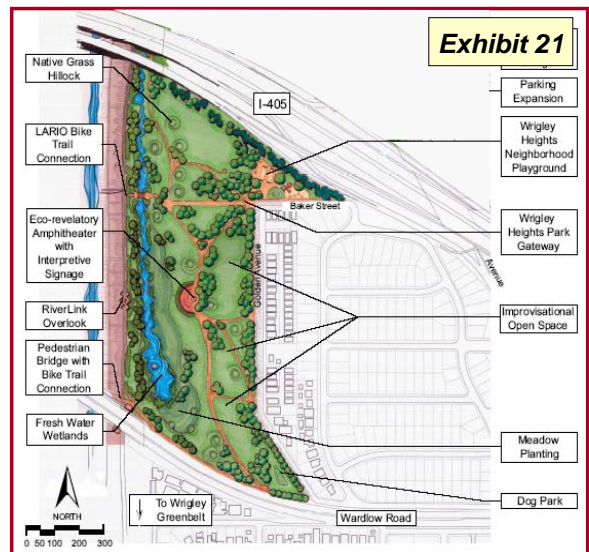 Exhibit 21
Native Grass
Hillock
I-405
Parking
Expansion
LARIO Bike
Trail
Connection
Wrigley
Heights
Neighborhood
Playground
Baker Street
Eco-revelatory
Amphitheater
with
Interpretive
Signage
Golden Avenue
Wrigley
Heights Park
Gateway
Avenue
RiverLink
Overlook
Improvisational
Open Space
Pedestrian
Bridge with
Bike Trail
Connection
Fresh Water
Wetlands
Meadow
Planting
NORTH
0 50 100 200 300
To Wrigley
Greenbelt
Wardlow Road
Dog Park